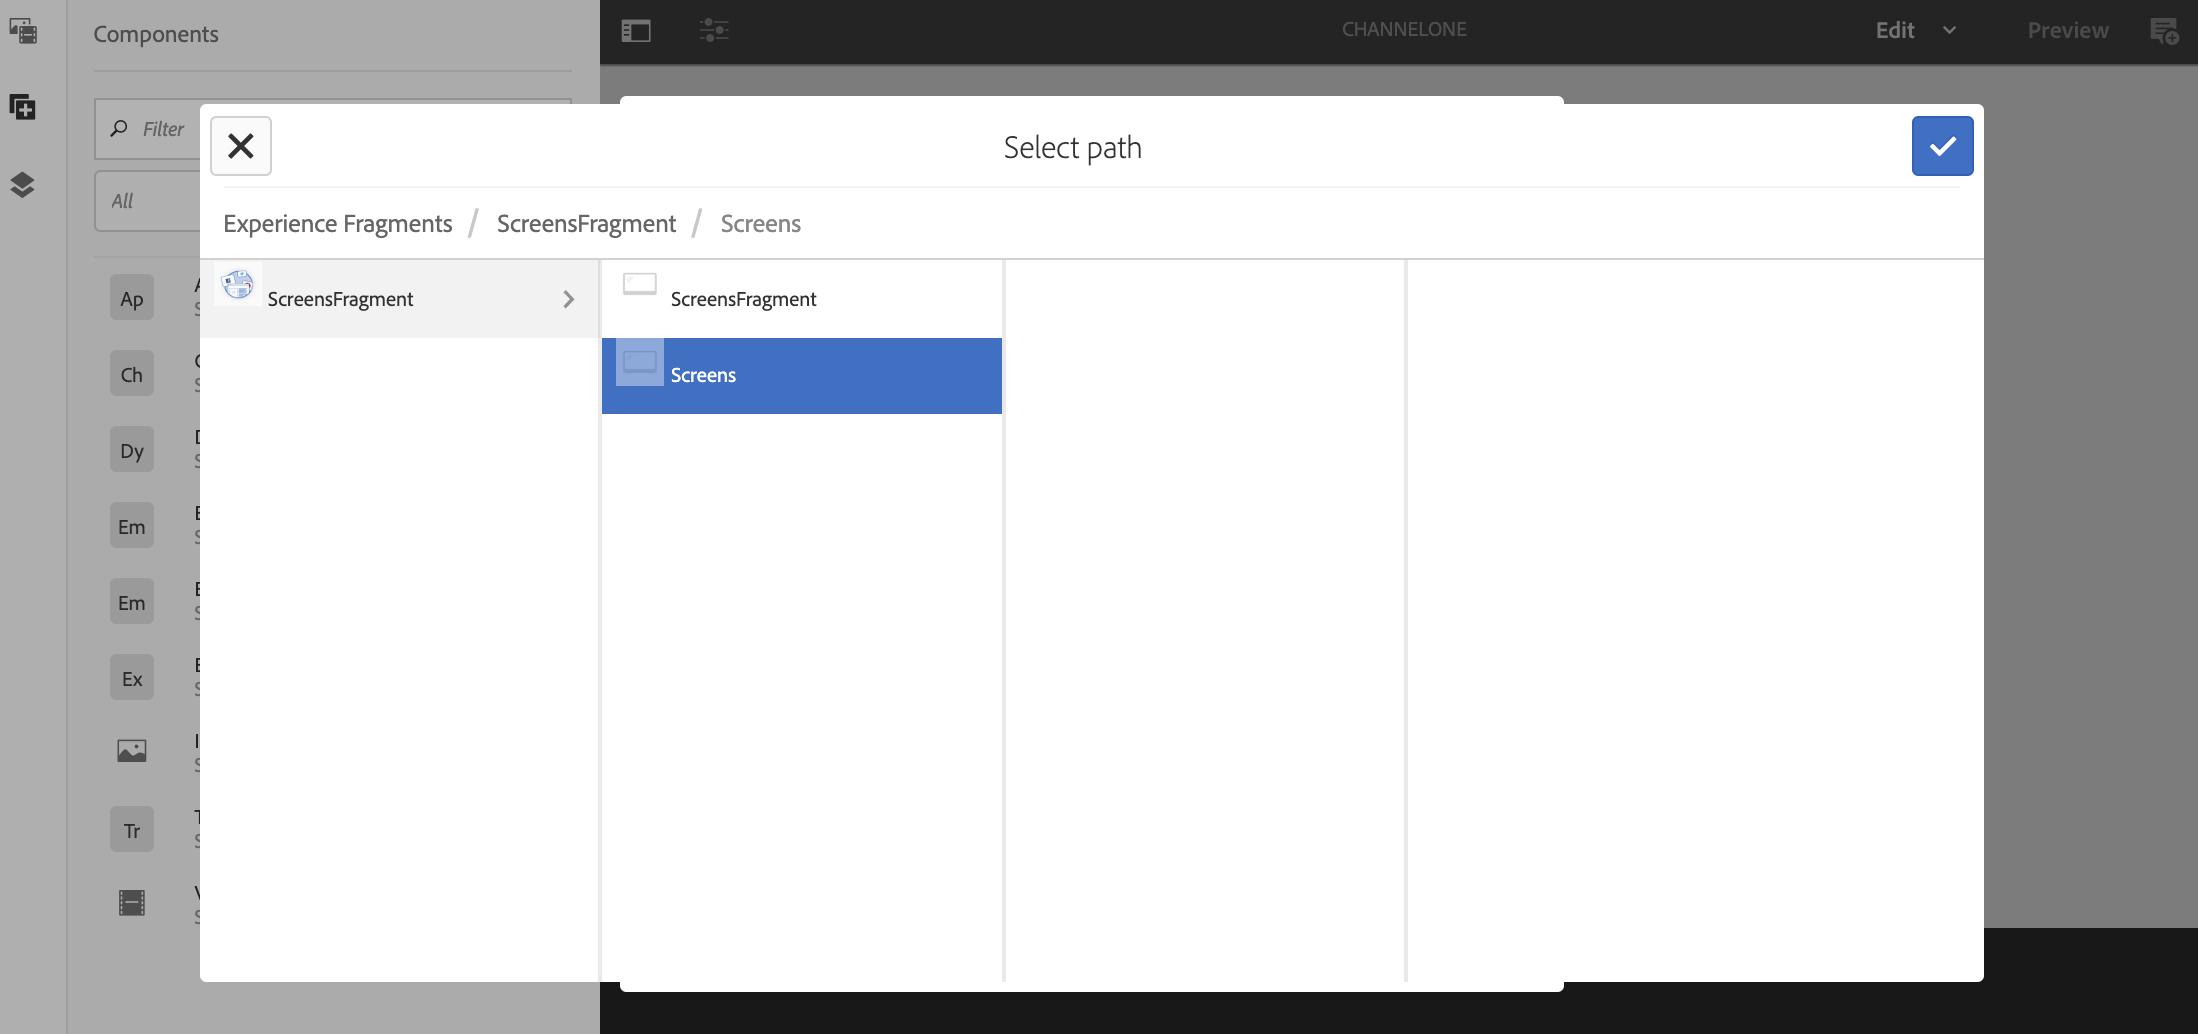 Components
CHANNELONE
Edit
Preview
Filter
All
Select path
Experience Fragments / ScreensFragment / Screens
ScreensFragment
ScreensFragment
Screens
Ap
Ch
Dy
Em
Em
Ex
Tr